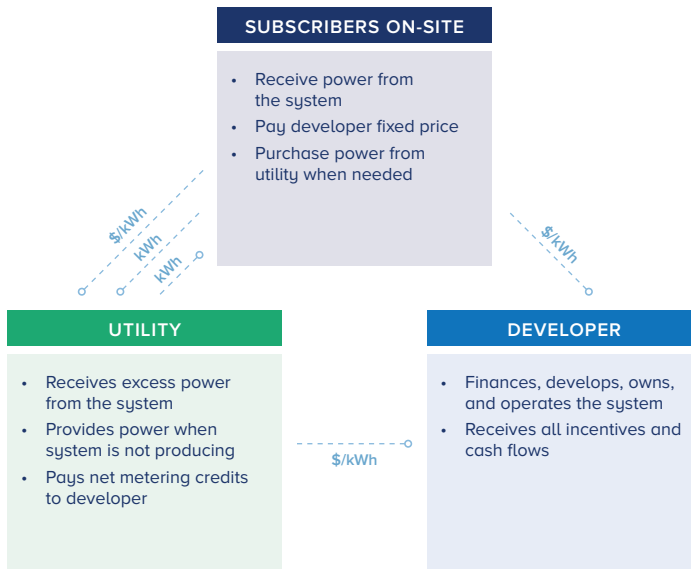 SUBSCRIBERS ON-SITE
• Receive power from
the system
• Pay developer fixed price
• Purchase power from
utility when needed
$/kWh
kWh
kWh
$/kWh
UTILITY
• Receives excess power
from the system
• Provides power when
system is not producing
• Pays net metering credits
to developer
$/kWh
DEVELOPER
• Finances, develops, owns,
and operates the system
• Receives all incentives and
cash flows